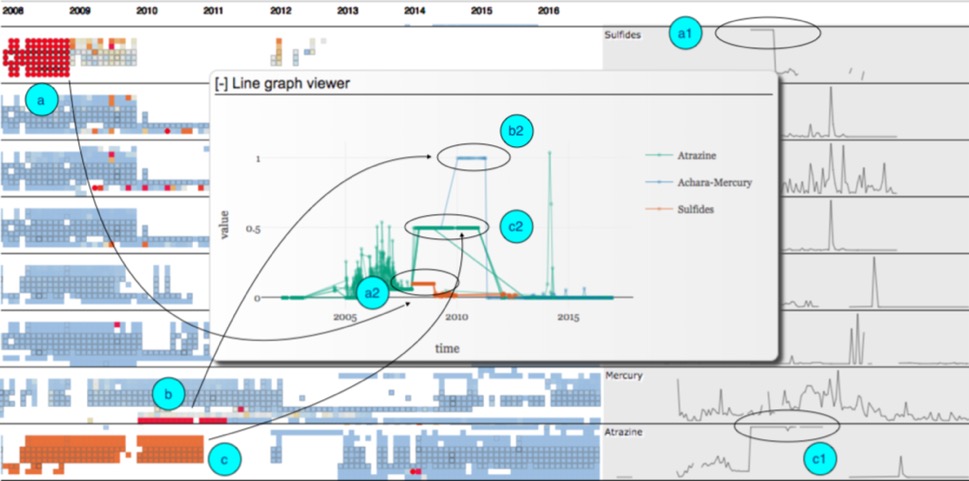 2008 2009 2010 2011 2012 2013 2014 2015 2016
Sulfides
a1
a
[-] Line graph viewer
b2
1
Atrazine
Achara-Mercury
Sulfides
value
0.5
c2
a2
0
2005 2010 2015
time
Mercury
b
Atrazine
c
c1